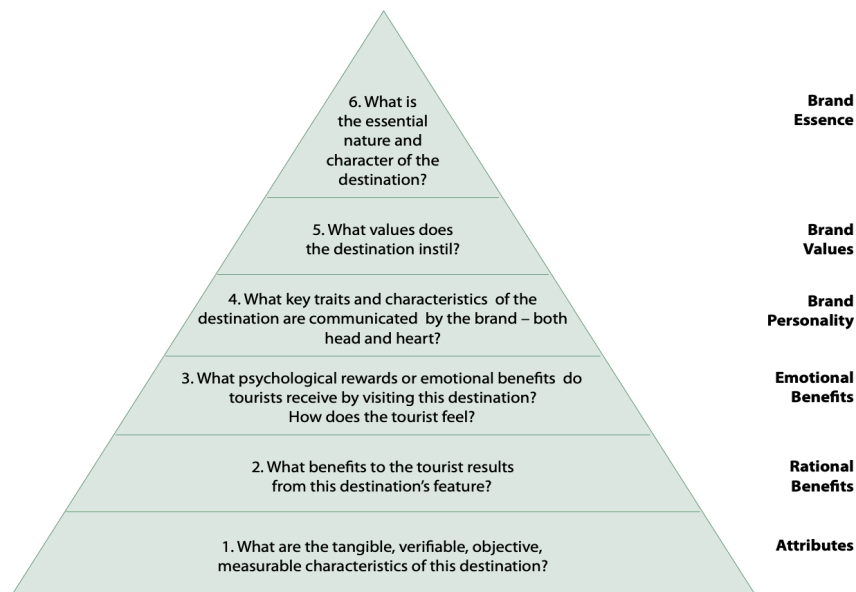 6. What is
the essential
nature and
character of the
destination?
Brand
Essence
5. What values does
the destination instil?
Brand
Values
4. What key traits and characteristics of the
destination are communicated by the brand – both
head and heart?
Brand
Personality
3. What psychological rewards or emotional benefits do
tourists receive by visiting this destination?
How does the tourist feel?
Emotional
Benefits
2. What benefits to the tourist results
from this destination's feature?
Rational
Benefits
1. What are the tangible, verifiable, objective,
measurable characteristics of this destination?
Attributes